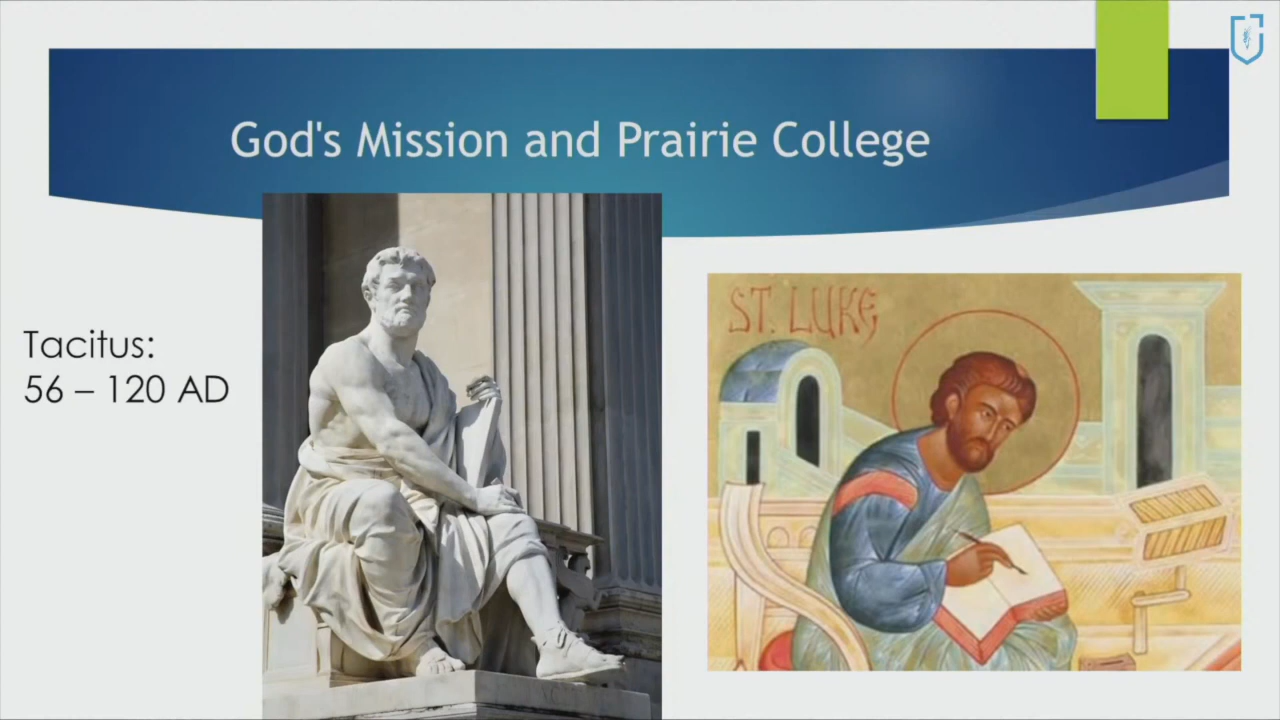 God's Mission and Prairie College
Tacitus:
56 – 120 AD
ST. LUKE